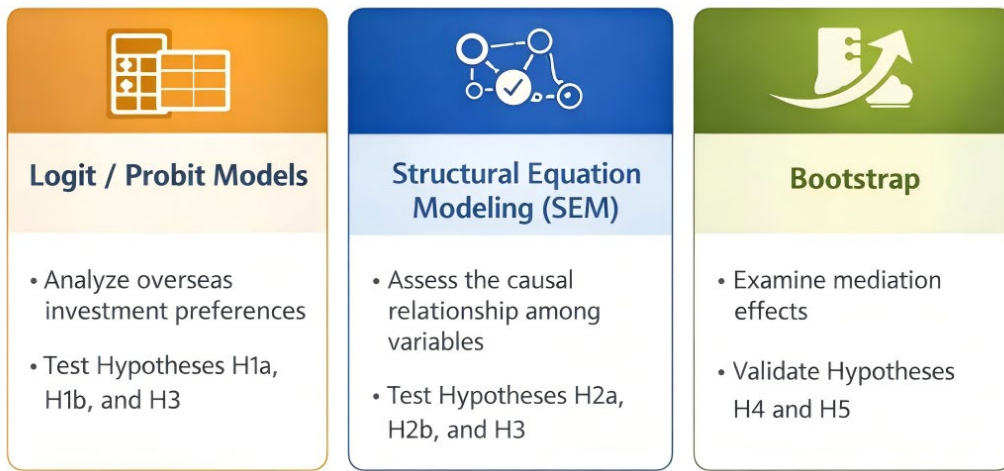 Logit / Probit Models
• Analyze overseas
investment preferences
• Test Hypotheses H1a,
H1b, and H3
Structural Equation
Modeling (SEM)
• Assess the causal
relationship among
variables
• Test Hypotheses H2a,
H2b, and H3
Bootstrap
• Examine mediation
effects
• Validate Hypotheses
H4 and H5